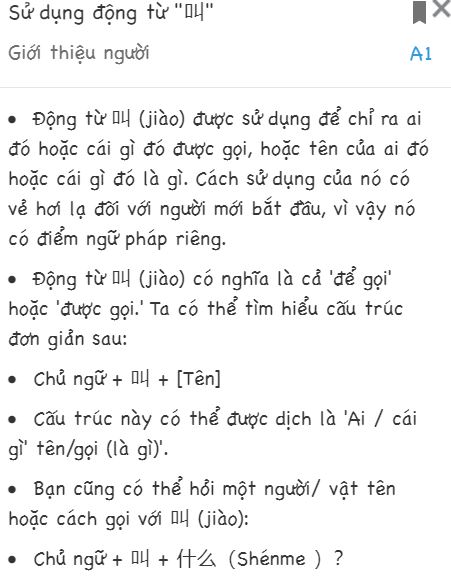 Sử dụng động từ "叫"
Giới thiệu người
A1
• Động từ 叫 (jiào) được sử dụng để chỉ ra ai
đó hoặc cái gì đó được gọi, hoặc tên của ai đó
hoặc cái gì đó là gì. Cách sử dụng của nó có
vẻ hơi lạ đối với người mới bắt đầu, vì vậy nó
có điểm ngữ pháp riêng.
• Động từ 叫 (jiào) có nghĩa là cả 'để gọi'
hoặc 'được gọi.' Ta có thể tìm hiểu cấu trúc
đơn giản sau:
• Chủ ngữ + 叫 + [Tên]
• Cấu trúc này có thể được dịch là 'Ai / cái
gì' tên/gọi (là gì)'.
• Bạn cũng có thể hỏi một người/ vật tên
hoặc cách gọi với 叫 (jiào):
• Chủ ngữ + 叫 + 什么 (Shénme ) ?